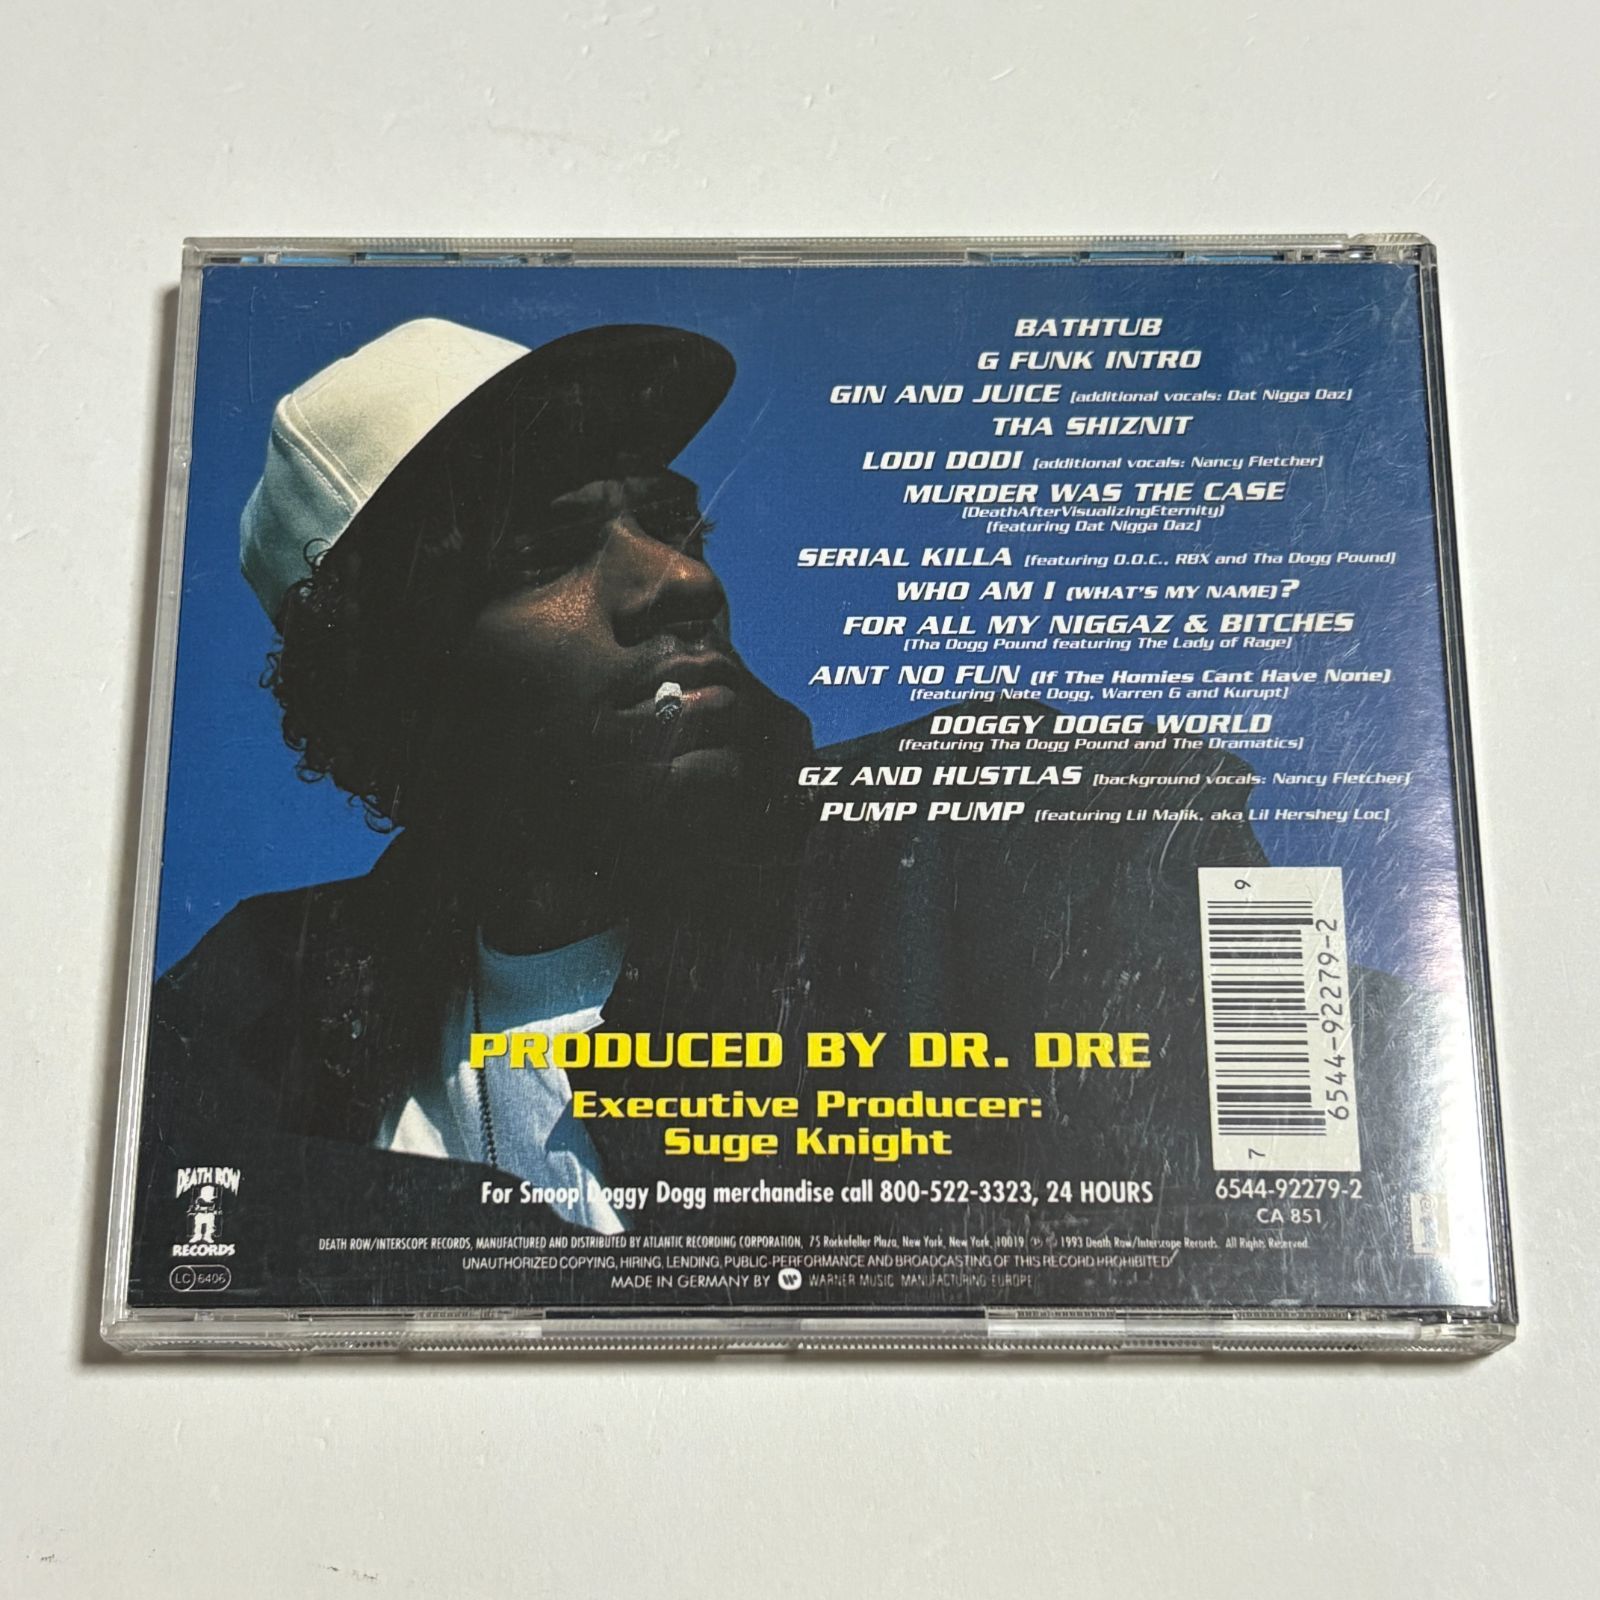 BATHTUB
G FUNK INTRO
GIN AND JUICE [additional vocals: Dat Nigga Daz]
THA SHIZNIT
LODI DODI [additional vocals: Nancy Fletcher]
MURDER WAS THE CASE
(DeathAfterVisualizingEternity)
[featuring Dat Nigga Daz]
SERIAL KILLA [featuring D.O.C., RBX and Tha Dogg Pound]
WHO AM I (WHAT'S MY NAME)?
FOR ALL MY NIGGAZ & BITCHES
[Tha Dogg Pound featuring The Lady of Rage]
AINT NO FUN (If The Homies Cant Have None)
[featuring Nate Dogg, Warren G and Kurupt]
DOGGY DOGG WORLD
[featuring Tha Dogg Pound and The Dramatics]
GZ AND HUSTLAS [background vocals: Nancy Fletcher]
PUMP PUMP [featuring Lil Malik, aka Lil Hershey Loc]
7 6544-92279-2 9
PRODUCED BY DR. DRE
Executive Producer:
Suge Knight
For Snoop Doggy Dogg merchandise call 800-522-3323, 24 HOURS
6544-92279-2
CA 851
DEATH ROW
RECORDS
LC 6406
DEATH ROW/INTERSCOPE RECORDS, MANUFACTURED AND DISTRIBUTED BY ATLANTIC RECORDING CORPORATION, 75 Rockefeller Plaza, New York, New York, 10019 ℗ © 1993 Death Row/Interscope Records. All Rights Reserved.
UNAUTHORIZED COPYING, HIRING, LENDING, PUBLIC PERFORMANCE AND BROADCASTING OF THIS RECORD PROHIBITED
MADE IN GERMANY BY WARNER MUSIC MANUFACTURING EUROPE